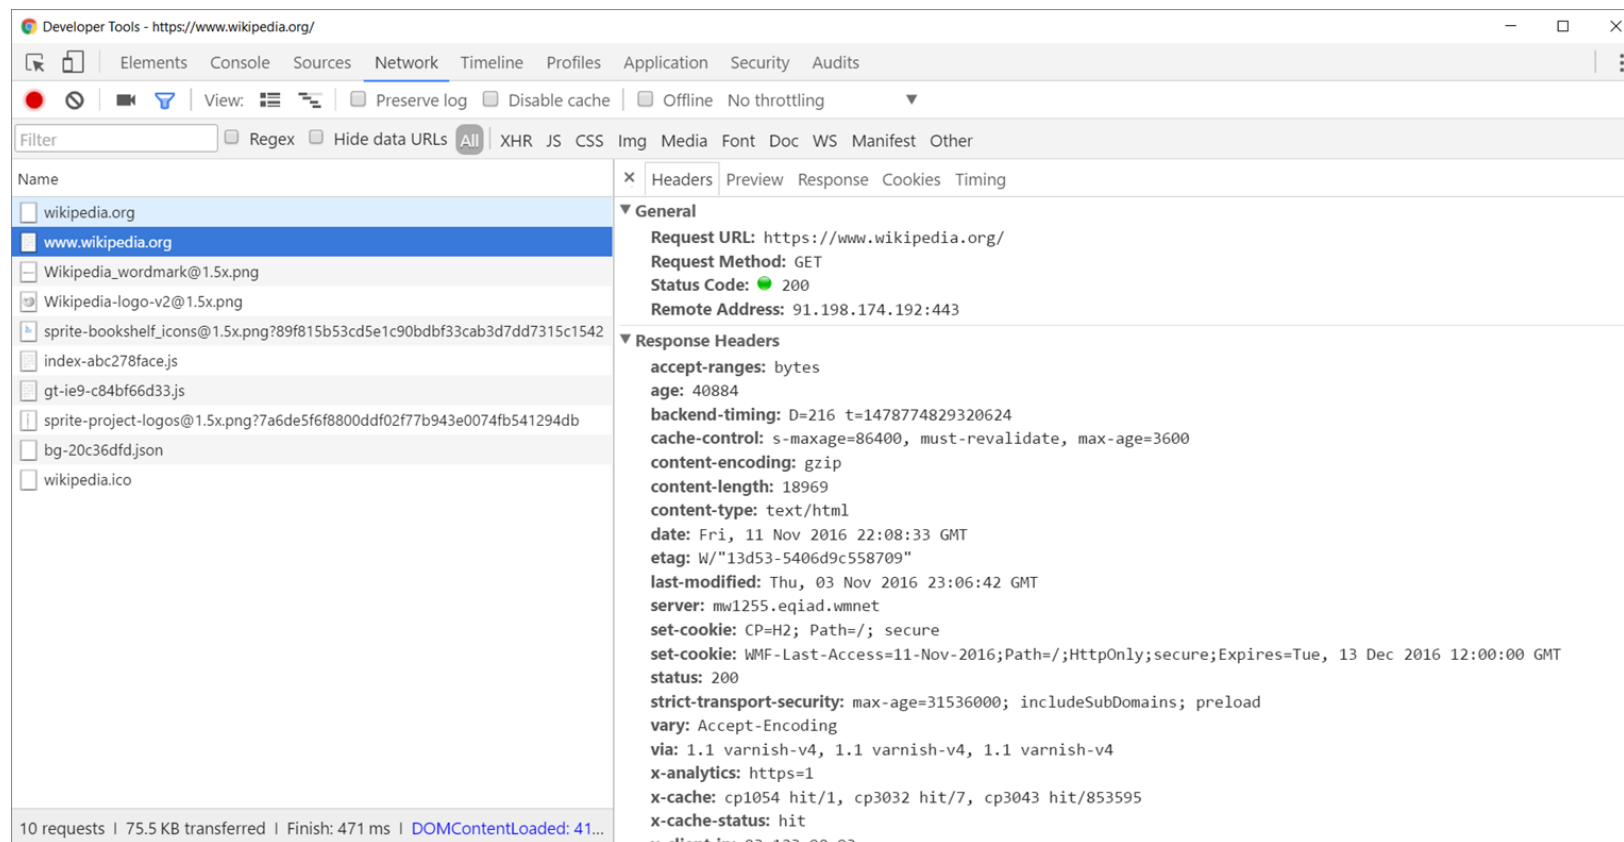 Developer Tools - https://www.wikipedia.org/
Elements Console Sources Network Timeline Profiles Application Security Audits
View: Preserve log Disable cache Offline No throttling
Filter Regex Hide data URLs All XHR JS CSS Img Media Font Doc WS Manifest Other
Name
wikipedia.org
www.wikipedia.org
Wikipedia_wordmark@1.5x.png
Wikipedia-logo-v2@1.5x.png
sprite-bookshelf_icons@1.5x.png?89f815b53cd5e1c90bdbf33cab3d7dd7315c1542
index-abc278face.js
gt-ie9-c84bf66d33.js
sprite-project-logos@1.5x.png?7a6de5f6f8800ddf02f77b943e0074fb541294db
bg-20c36dfd.json
wikipedia.ico
10 requests | 75.5 KB transferred | Finish: 471 ms | DOMContentLoaded: 41...
× Headers Preview Response Cookies Timing
General
Request URL: https://www.wikipedia.org/
Request Method: GET
Status Code: 200
Remote Address: 91.198.174.192:443
Response Headers
accept-ranges: bytes
age: 40884
backend-timing: D=216 t=1478774829320624
cache-control: s-maxage=86400, must-revalidate, max-age=3600
content-encoding: gzip
content-length: 18969
content-type: text/html
date: Fri, 11 Nov 2016 22:08:33 GMT
etag: W/"13d53-5406d9c558709"
last-modified: Thu, 03 Nov 2016 23:06:42 GMT
server: mw1255.eqiad.wmnet
set-cookie: CP=H2; Path=/; secure
set-cookie: WMF-Last-Access=11-Nov-2016;Path=/;HttpOnly;secure;Expires=Tue, 13 Dec 2016 12:00:00 GMT
status: 200
strict-transport-security: max-age=31536000; includeSubDomains; preload
vary: Accept-Encoding
via: 1.1 varnish-v4, 1.1 varnish-v4, 1.1 varnish-v4
x-analytics: https=1
x-cache: cp1054 hit/1, cp3032 hit/7, cp3043 hit/853595
x-cache-status: hit